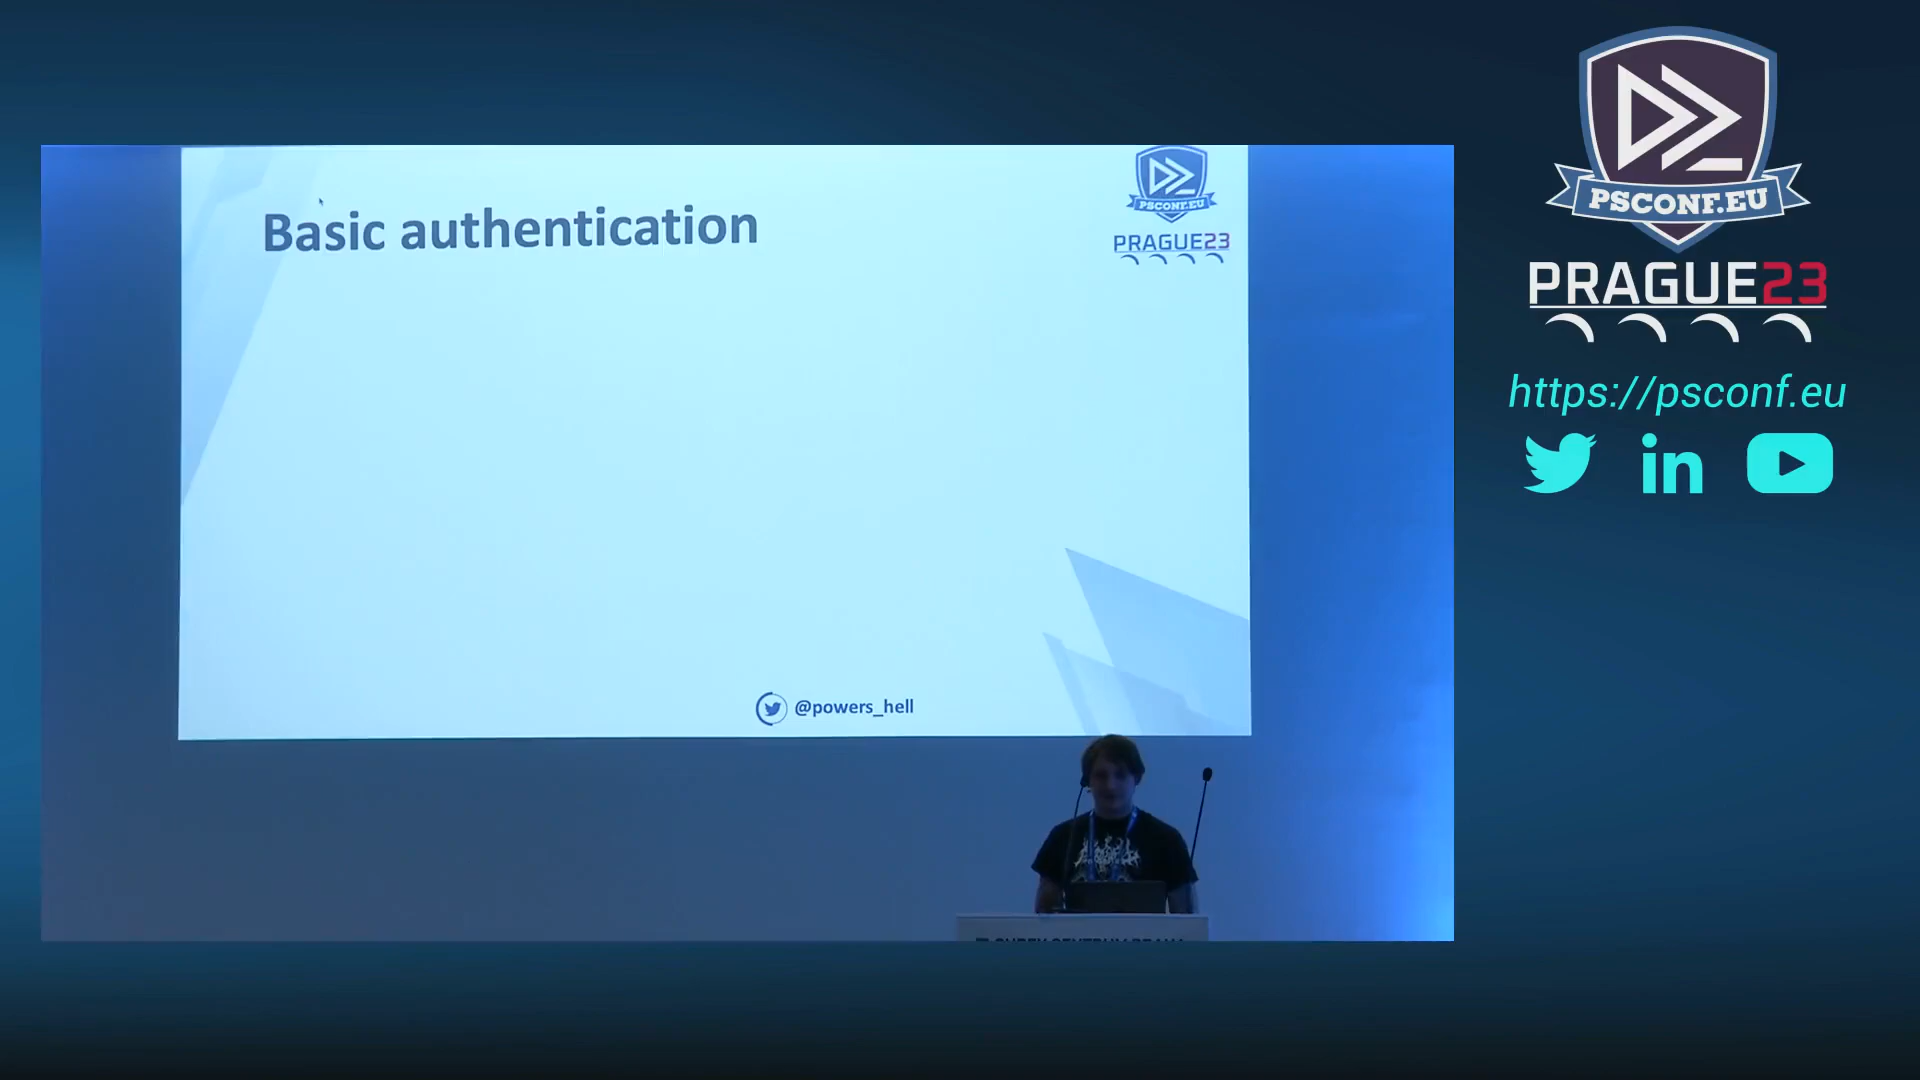 Basic authentication
PSCONF.EU
PRAGUE23
@powers_hell
PSCONF.EU
PRAGUE23
https://psconf.eu
in